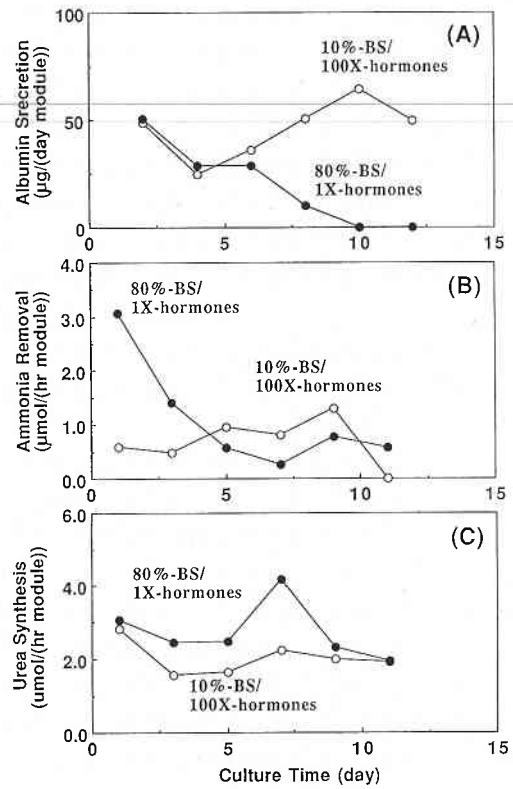 100
(A)
10%-BS/
100X-hormones
Albumin Srecretion
(µg/(day module))
50
80%-BS/
1X-hormones
0
0
5
10
15
4.0
80%-BS/
1X-hormones
(B)
Ammonia Removal
(µmol/(hr module))
3.0
10%-BS/
100X-hormones
2.0
1.0
0.0
0
5
10
15
6.0
(C)
80%-BS/
1X-hormones
Urea Synthesis
(umol/(hr module))
4.0
2.0
10%-BS/
100X-hormones
0.0
0
5
10
15
Culture Time (day)